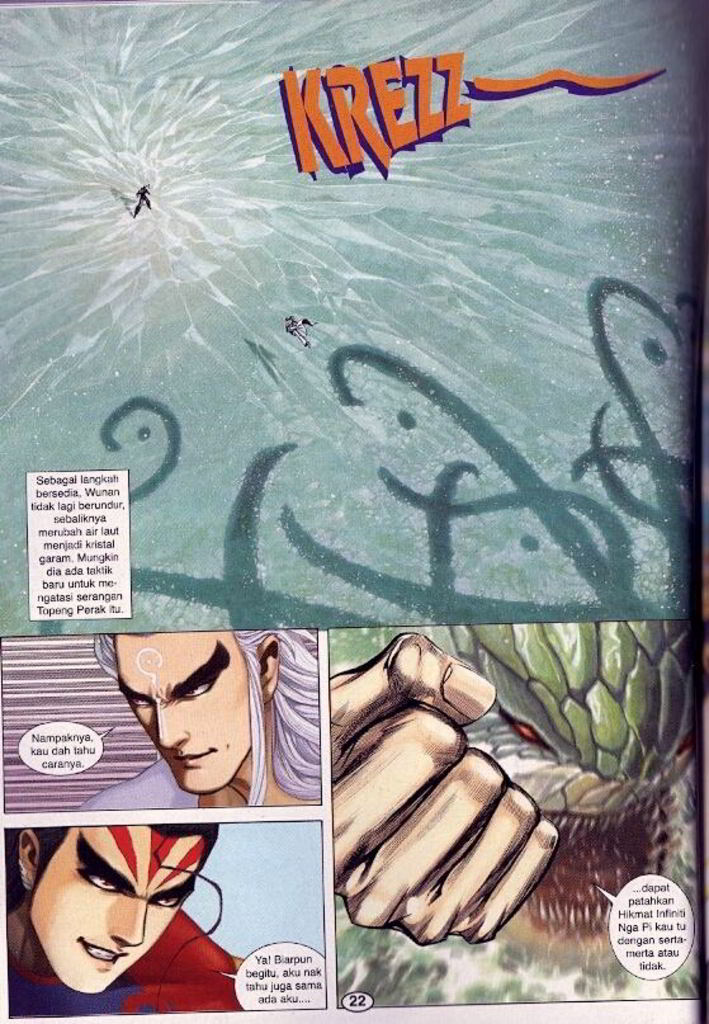 KREZZ
Sebagai langkah
bersedia, Wunan
tidak lagi berundur,
sebaliknya
merubah air laut
menjadi kristal
garam. Mungkin
dia ada taktik
baru untuk me-
ngatasi serangan
Topeng Perak itu.
Nampaknya,
kau dah tahu
caranya.
Ya! Biarpun
begitu, aku nak
tahu juga sama
ada aku....
...dapat
patahkan
Hikmat Infiniti
Nga Pi kau tu
dengan serta-
merta atau
tidak.
22